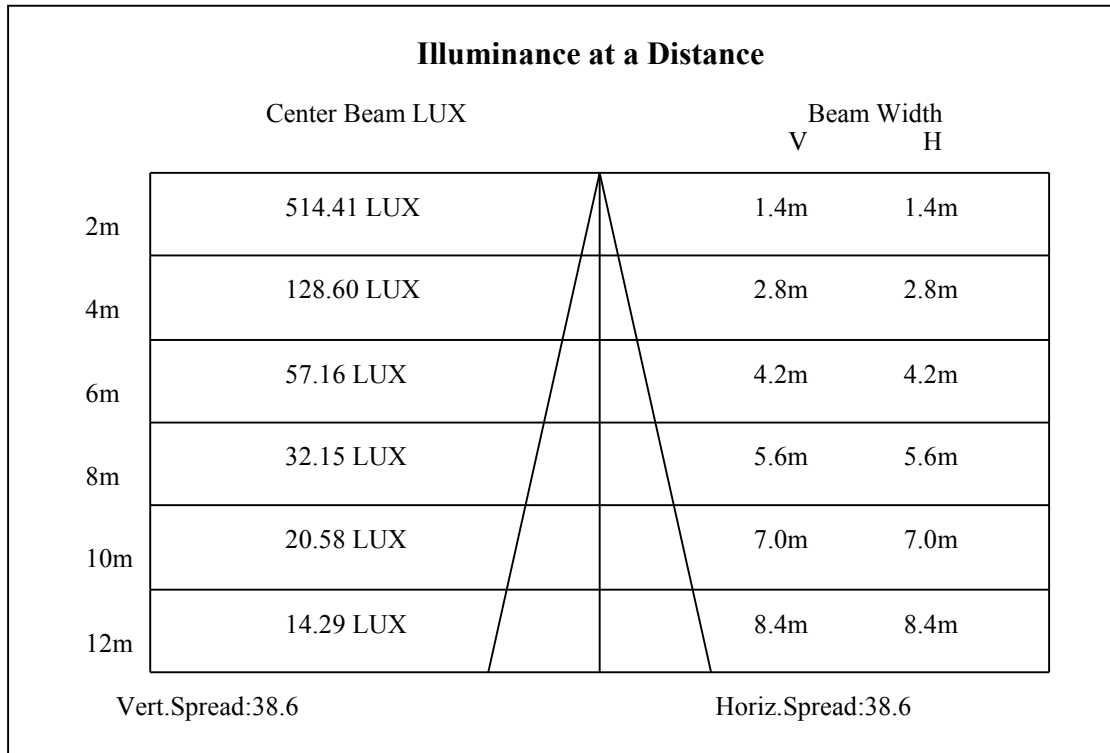 Illuminance at a Distance
Center Beam LUX Beam Width
V H
2m 514.41 LUX 1.4m 1.4m
4m 128.60 LUX 2.8m 2.8m
6m 57.16 LUX 4.2m 4.2m
8m 32.15 LUX 5.6m 5.6m
10m 20.58 LUX 7.0m 7.0m
12m 14.29 LUX 8.4m 8.4m
Vert.Spread:38.6 Horiz.Spread:38.6